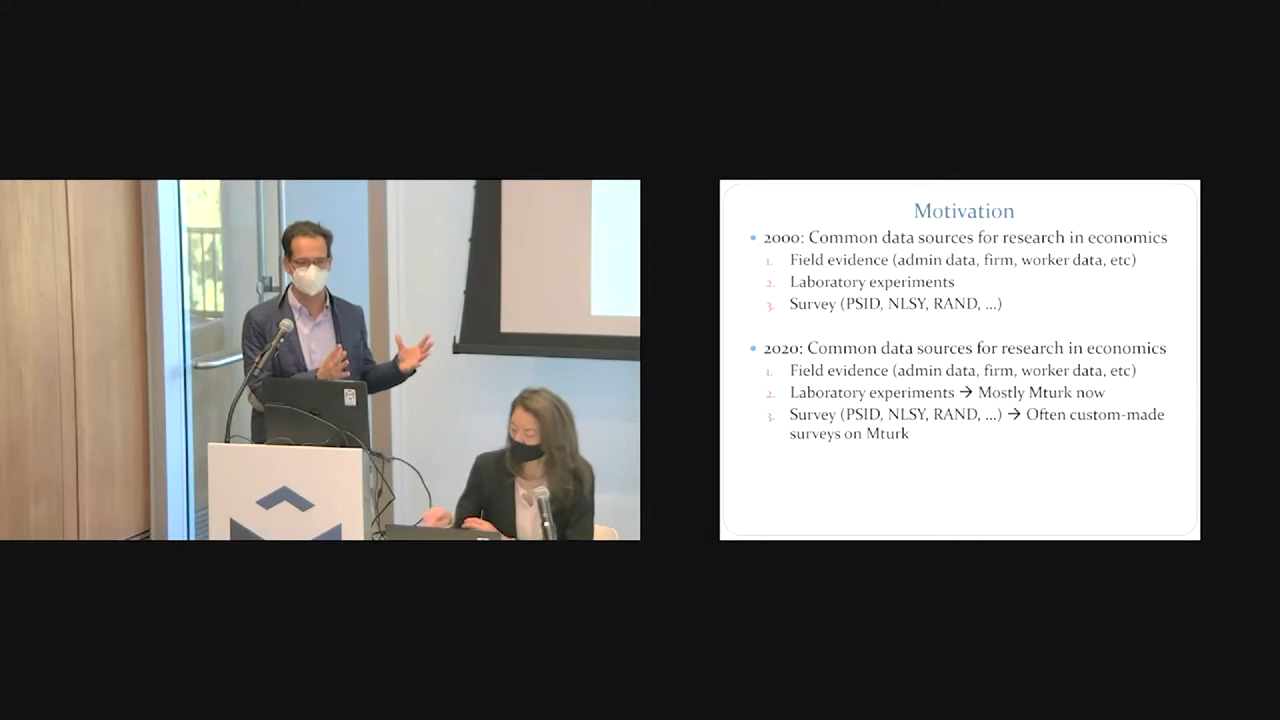 Motivation
• 2000: Common data sources for research in economics
1. Field evidence (admin data, firm, worker data, etc)
2. Laboratory experiments
3. Survey (PSID, NLSY, RAND, ...)
• 2020: Common data sources for research in economics
1. Field evidence (admin data, firm, worker data, etc)
2. Laboratory experiments → Mostly Mturk now
3. Survey (PSID, NLSY, RAND, ...) → Often custom-made
surveys on Mturk